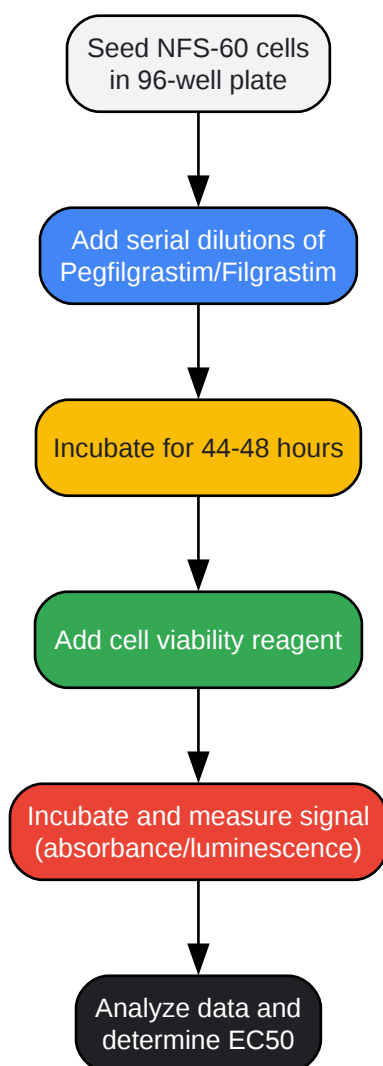 Seed NFS-60 cells
in 96-well plate
Add serial dilutions of
Pegfilgrastim/Filgrastim
Incubate for 44-48 hours
Add cell viability reagent
Incubate and measure signal
(absorbance/luminescence)
Analyze data and
determine EC50